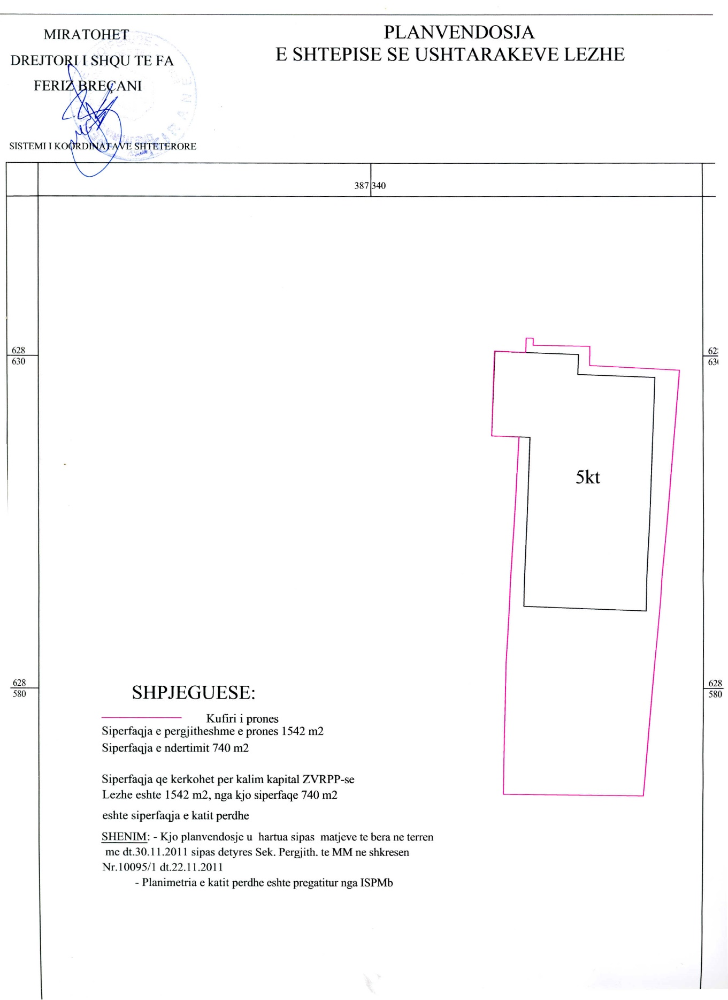 MIRATOHET
DREJTORI I SHQU TE FA
FERIZ BREÇANI
PLANVENDOSJA
E SHTEPISE SE USHTARAKEVE LEZHE
SISTEMI I KOORDINATAVE SHTETERORE
387 340
628
630
628
580
5kt
628
580
SHPJEGUESE:
Kufiri i prones
Siperfaqja e pergjitheshme e prones 1542 m2
Siperfaqja e ndertimit 740 m2
Siperfaqja qe kerkohet per kalim kapital ZVRPP-se
Lezhe eshte 1542 m2, nga kjo siperfaqe 740 m2
eshte siperfaqja e katit perdhe
SHENIM: - Kjo planvendosje u hartua sipas matjeve te bera ne terren
me dt.30.11.2011 sipas detyres Sek. Pergjith. te MM ne shkresen
Nr.10095/1 dt.22.11.2011
- Planimetria e katit perdhe eshte pregatitur nga ISPMb